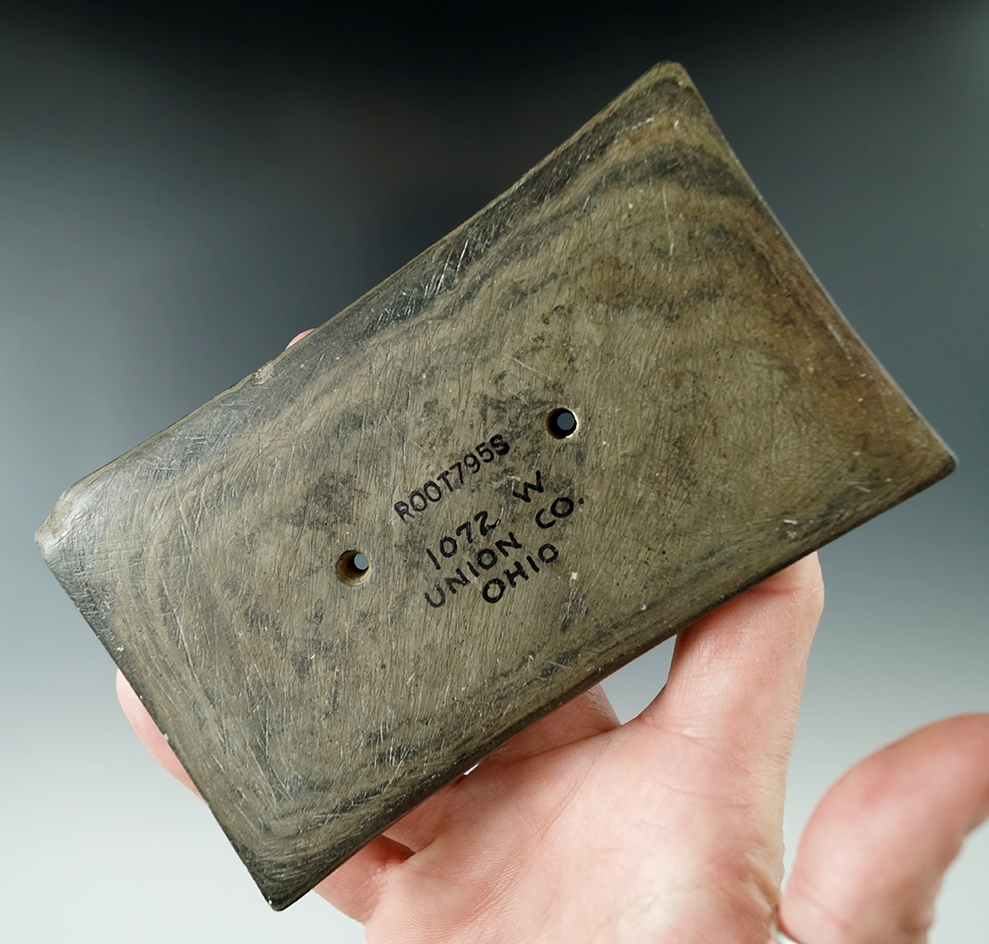 ROOT795S
1072 W
UNION CO.
OHIO